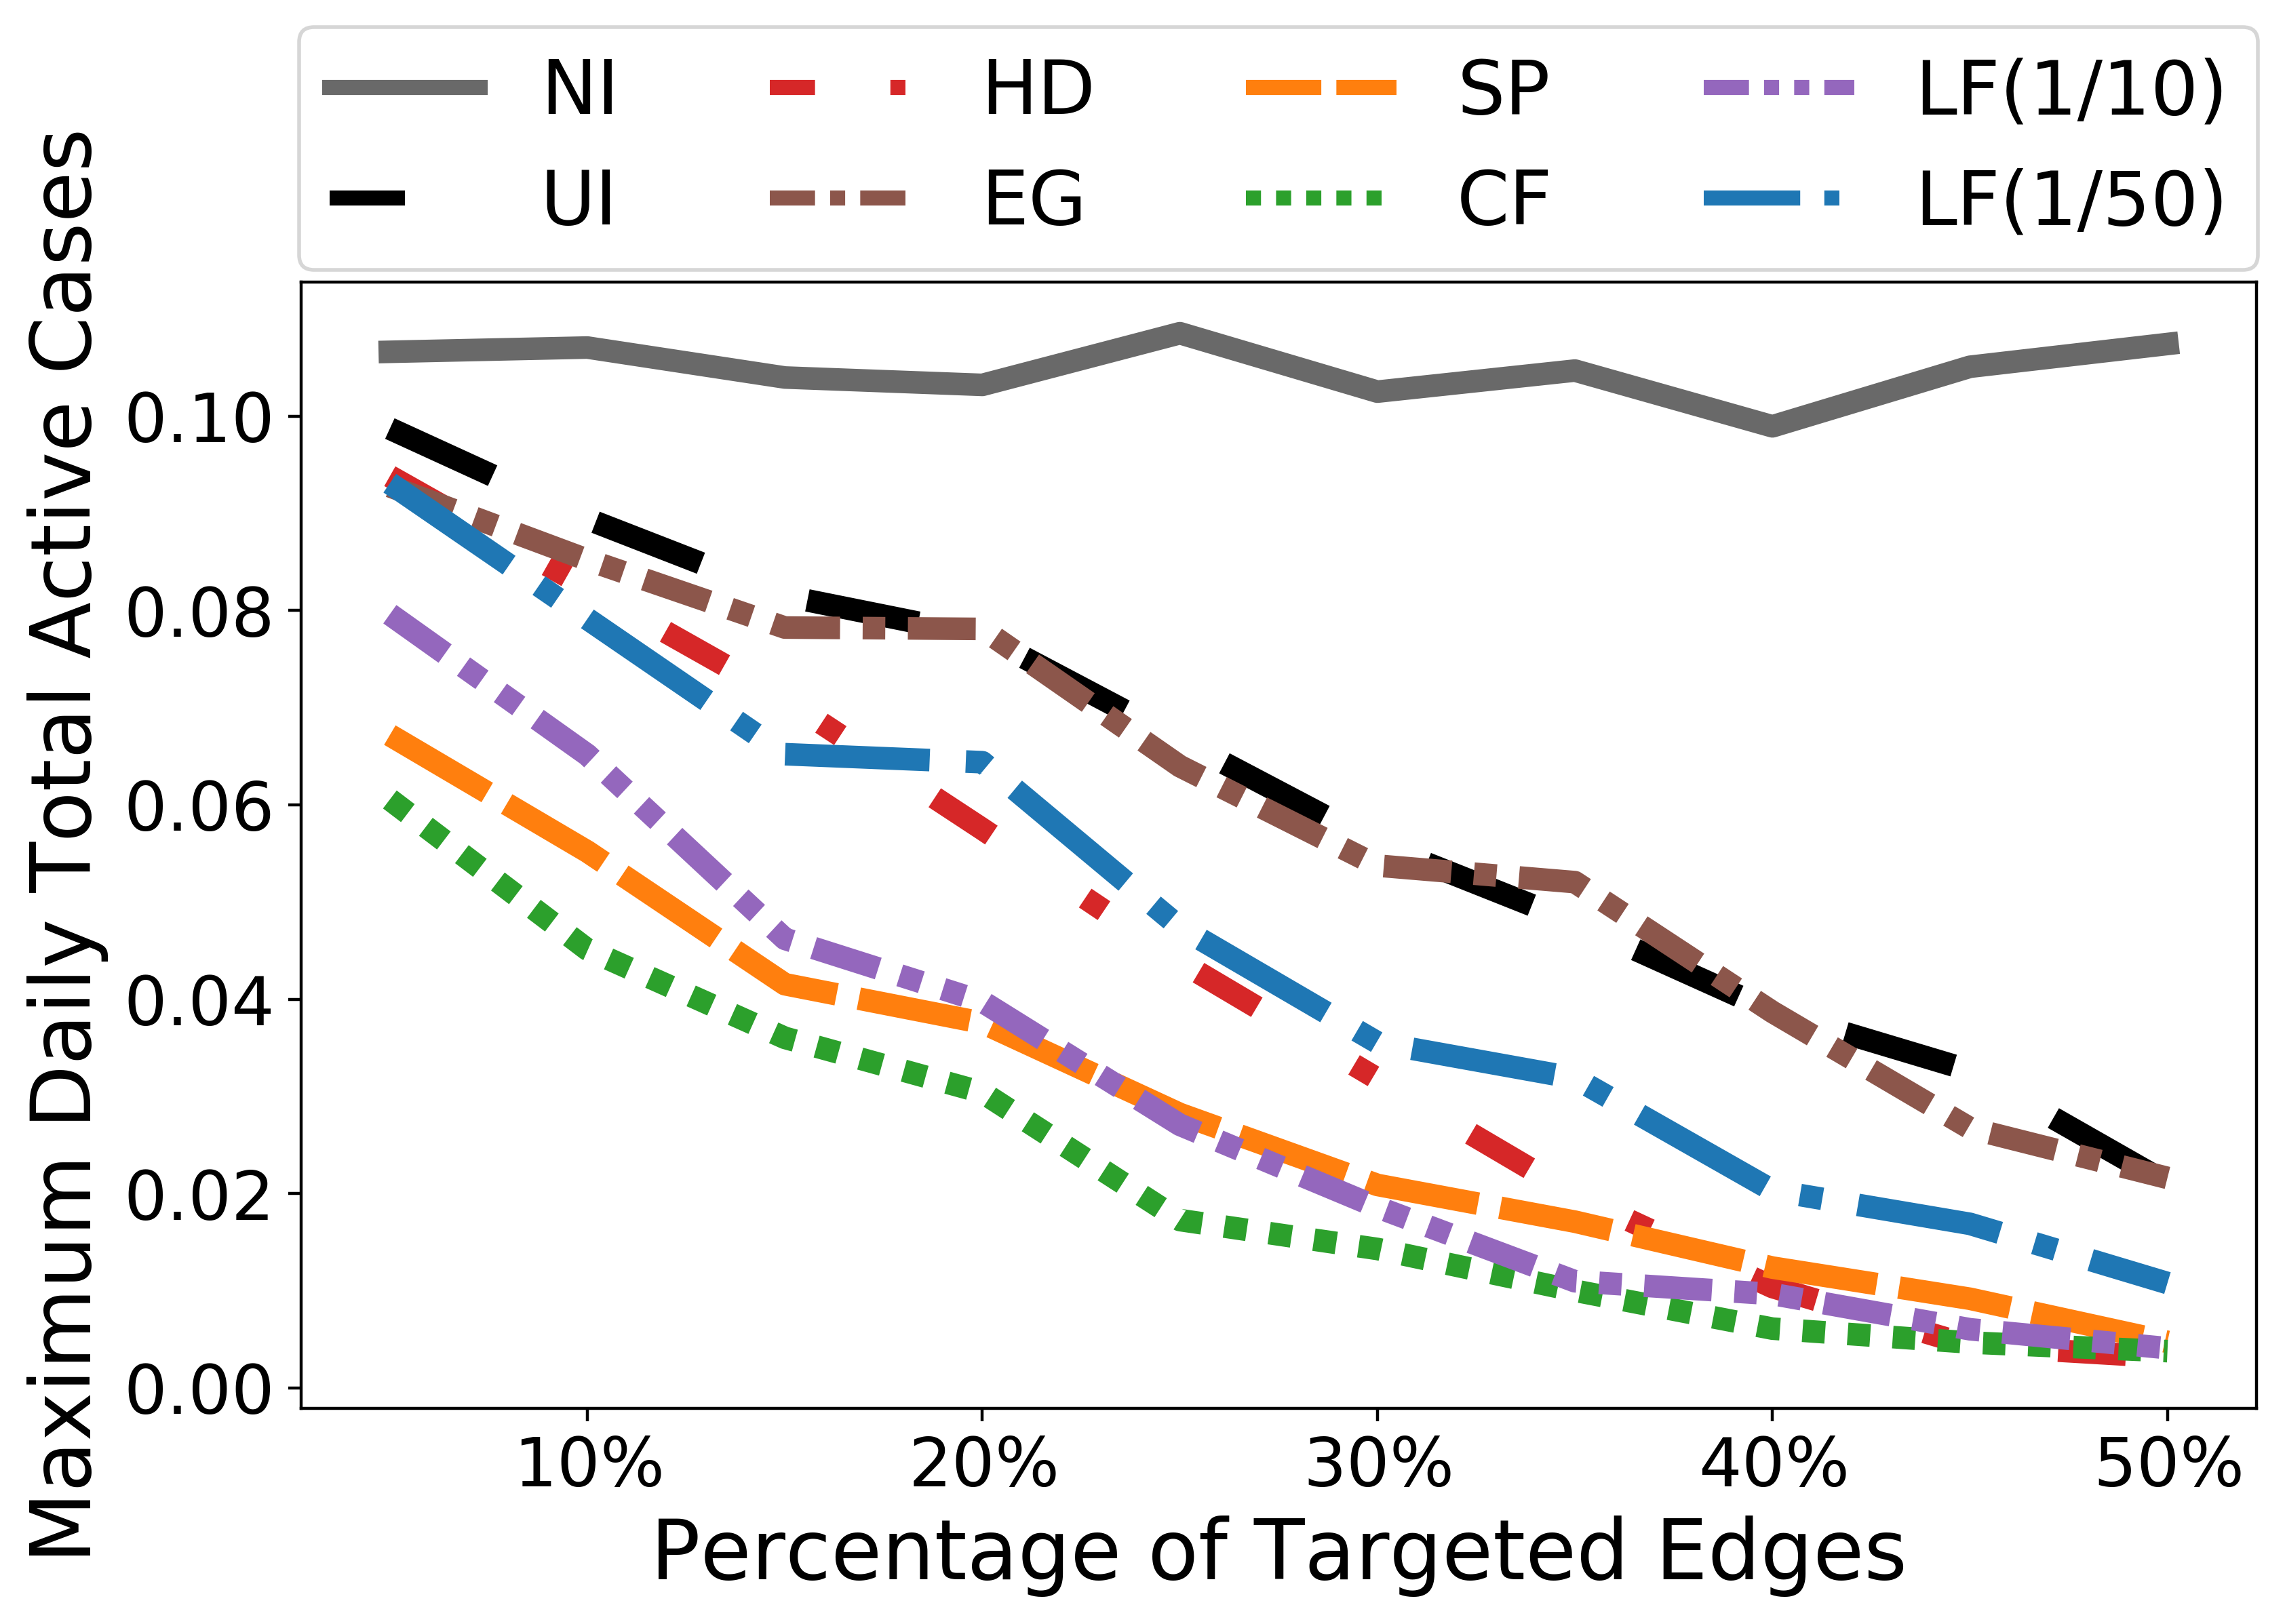 NI HD SP LF(1/10)
UI EG CF LF(1/50)
Maximum Daily Total Active Cases
0.10
0.08
0.06
0.04
0.02
0.00
10% 20% 30% 40% 50%
Percentage of Targeted Edges